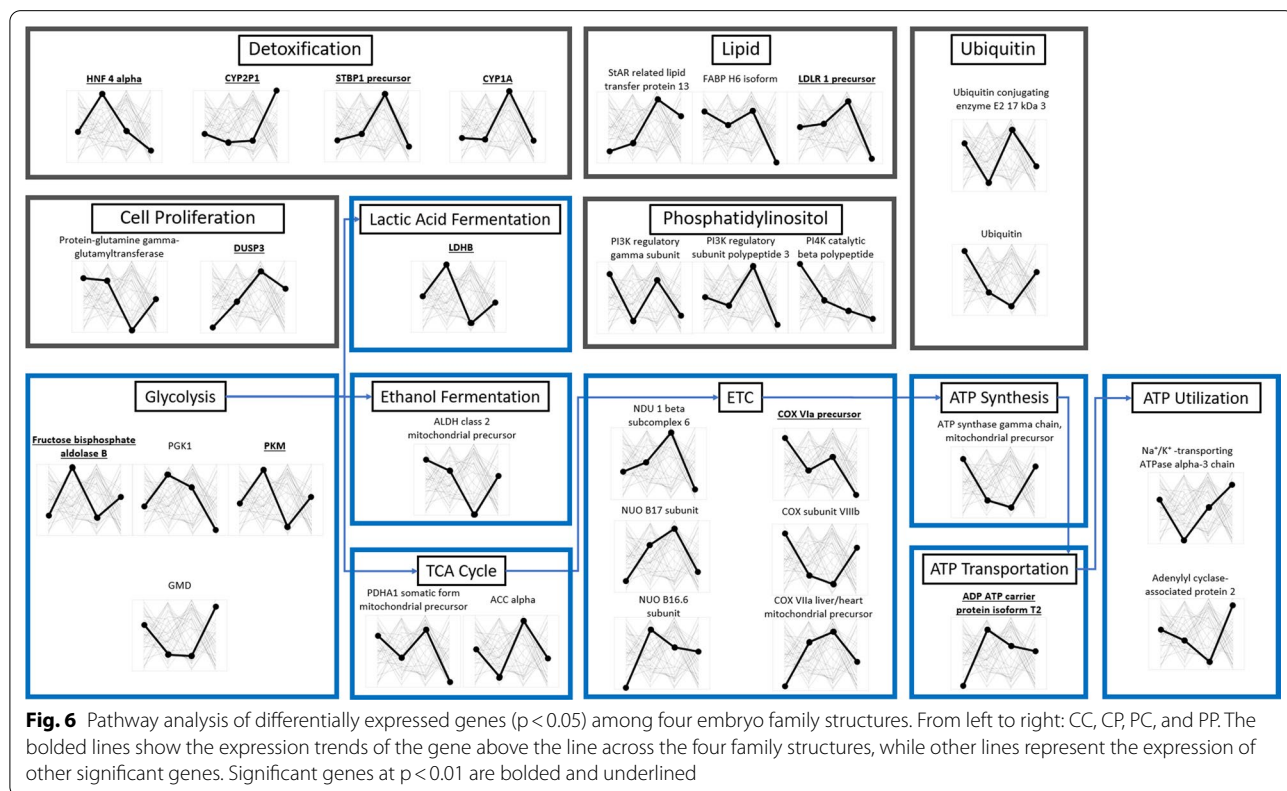 Detoxification
HNF 4 alpha
CYP2P1
STBP1 precursor
CYP1A
Lipid
StAR related lipid
transfer protein 13
FABP H6 isoform
LDLR 1 precursor
Ubiquitin
Ubiquitin conjugating
enzyme E2 17 kDa 3
Ubiquitin
Cell Proliferation
Protein-glutamine gamma-
glutamyltransferase
DUSP3
Lactic Acid Fermentation
LDHB
Phosphatidylinositol
PI3K regulatory
gamma subunit
PI3K regulatory
subunit polypeptide 3
PI4K catalytic
beta polypeptide
Glycolysis
Fructose bisphosphate
aldolase B
PGK1
PKM
GMD
Ethanol Fermentation
ALDH class 2
mitochondrial precursor
TCA Cycle
PDHA1 somatic form
mitochondrial precursor
ACC alpha
ETC
NDU 1 beta
subcomplex 6
COX VIa precursor
NUO B17 subunit
COX subunit VIIIb
NUO B16.6
subunit
COX VIIa liver/heart
mitochondrial precursor
ATP Synthesis
ATP synthase gamma chain,
mitochondrial precursor
ATP Transportation
ADP ATP carrier
protein isoform T2
ATP Utilization
Na⁺/K⁺ -transporting
ATPase alpha-3 chain
Adenylyl cyclase-
associated protein 2
Fig. 6 Pathway analysis of differentially expressed genes (p < 0.05) among four embryo family structures. From left to right: CC, CP, PC, and PP. The
bolded lines show the expression trends of the gene above the line across the four family structures, while other lines represent the expression of
other significant genes. Significant genes at p < 0.01 are bolded and underlined